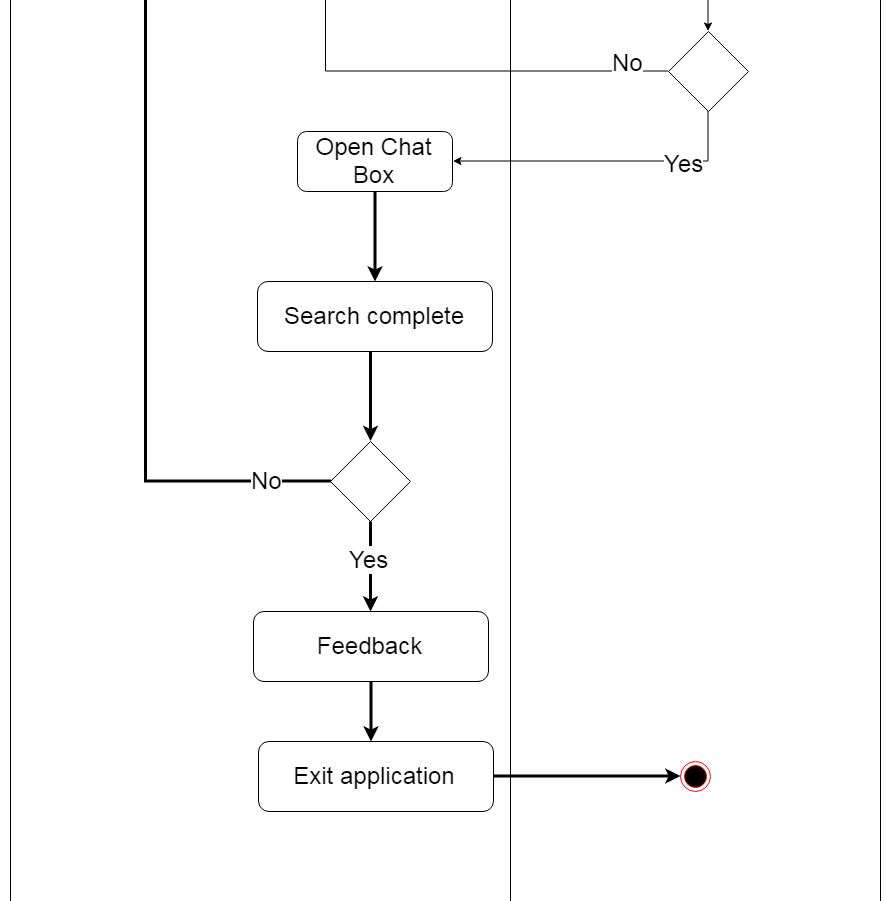 No
Open Chat
Box
Yes
Search complete
No
Yes
Feedback
Exit application